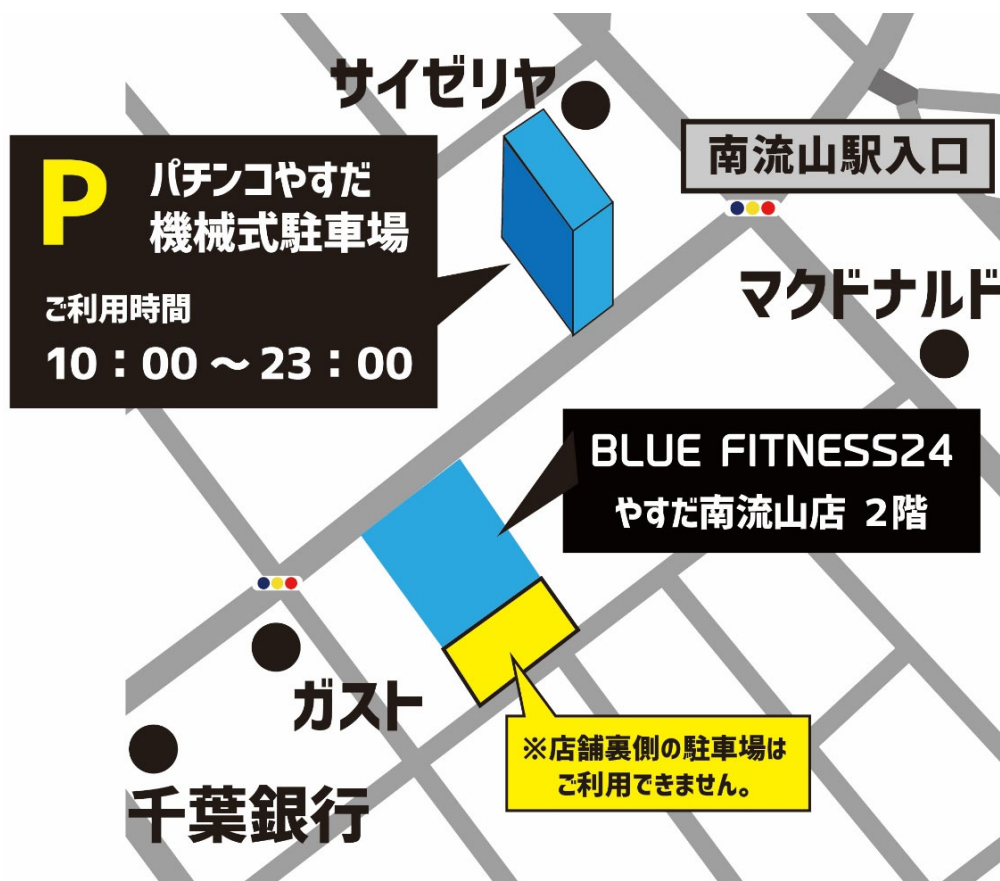 サイゼリヤ
P
パチンコやすだ
機械式駐車場
ご利用時間
10：00～23：00
南流山駅入口
マクドナルド
BLUE FITNESS24
やすだ南流山店 2階
ガスト
千葉銀行
※店舗裏側の駐車場は
ご利用できません。